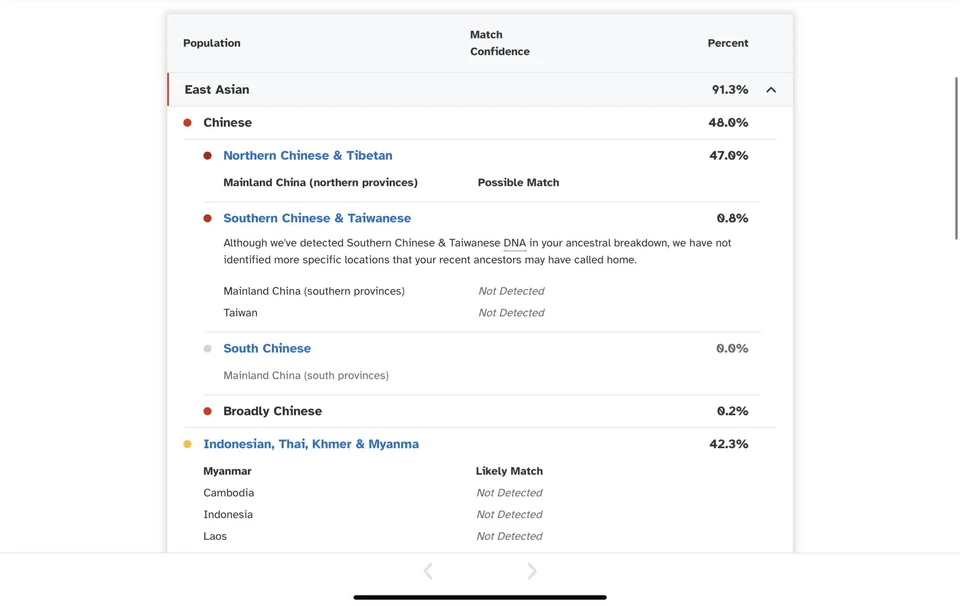 Population
Match
Confidence
Percent
East Asian 91.3%
Chinese 48.0%
Northern Chinese & Tibetan 47.0%
Mainland China (northern provinces) Possible Match
Southern Chinese & Taiwanese 0.8%
Although we've detected Southern Chinese & Taiwanese DNA in your ancestral breakdown, we have not
identified more specific locations that your recent ancestors may have called home.
Mainland China (southern provinces) Not Detected
Taiwan Not Detected
South Chinese 0.0%
Mainland China (south provinces)
Broadly Chinese 0.2%
Indonesian, Thai, Khmer & Myanma 42.3%
Myanmar Likely Match
Cambodia Not Detected
Indonesia Not Detected
Laos Not Detected